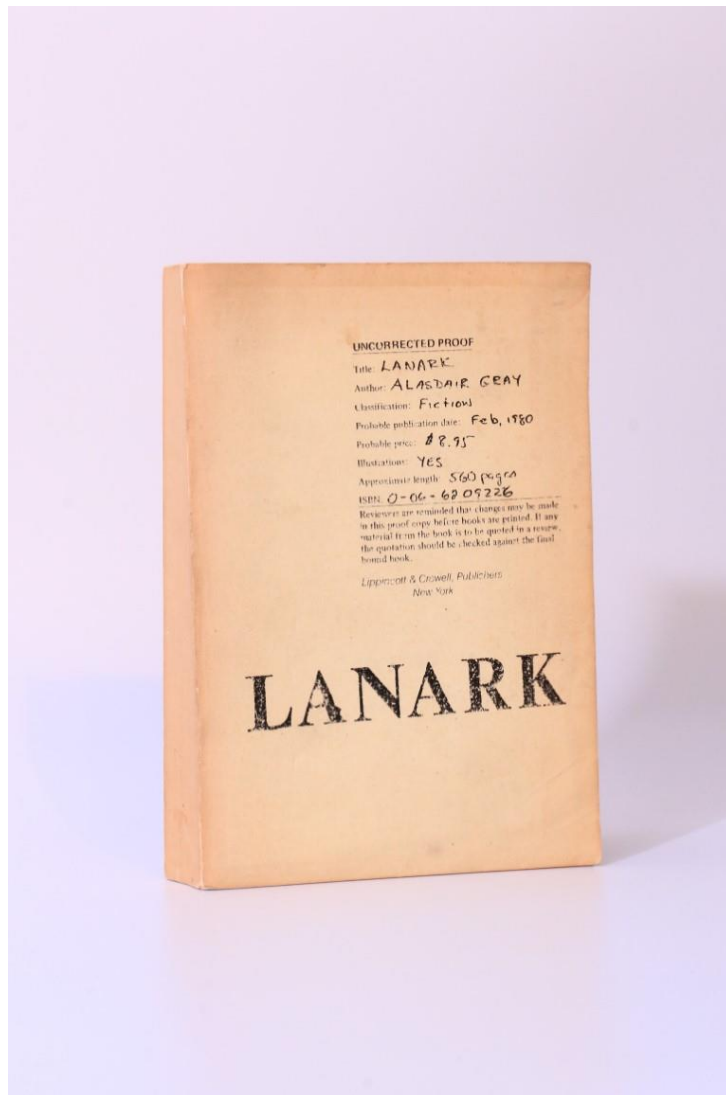 UNCORRECTED PROOF
Title: LANARK
Author: ALASDAIR GRAY
Classification: Fiction
Probable publication date: Feb, 1980
Probable price: $8.95
Illustrations: YES
Approximate length: 560 pages
ISBN: 0-06-6209226
Reviewers are reminded that changes may be made
in this proof copy before books are printed. If any
material from the book is to be quoted in a review,
the quotation should be checked against the final
bound book.
Lippincott & Crowell, Publishers
New York
LANARK